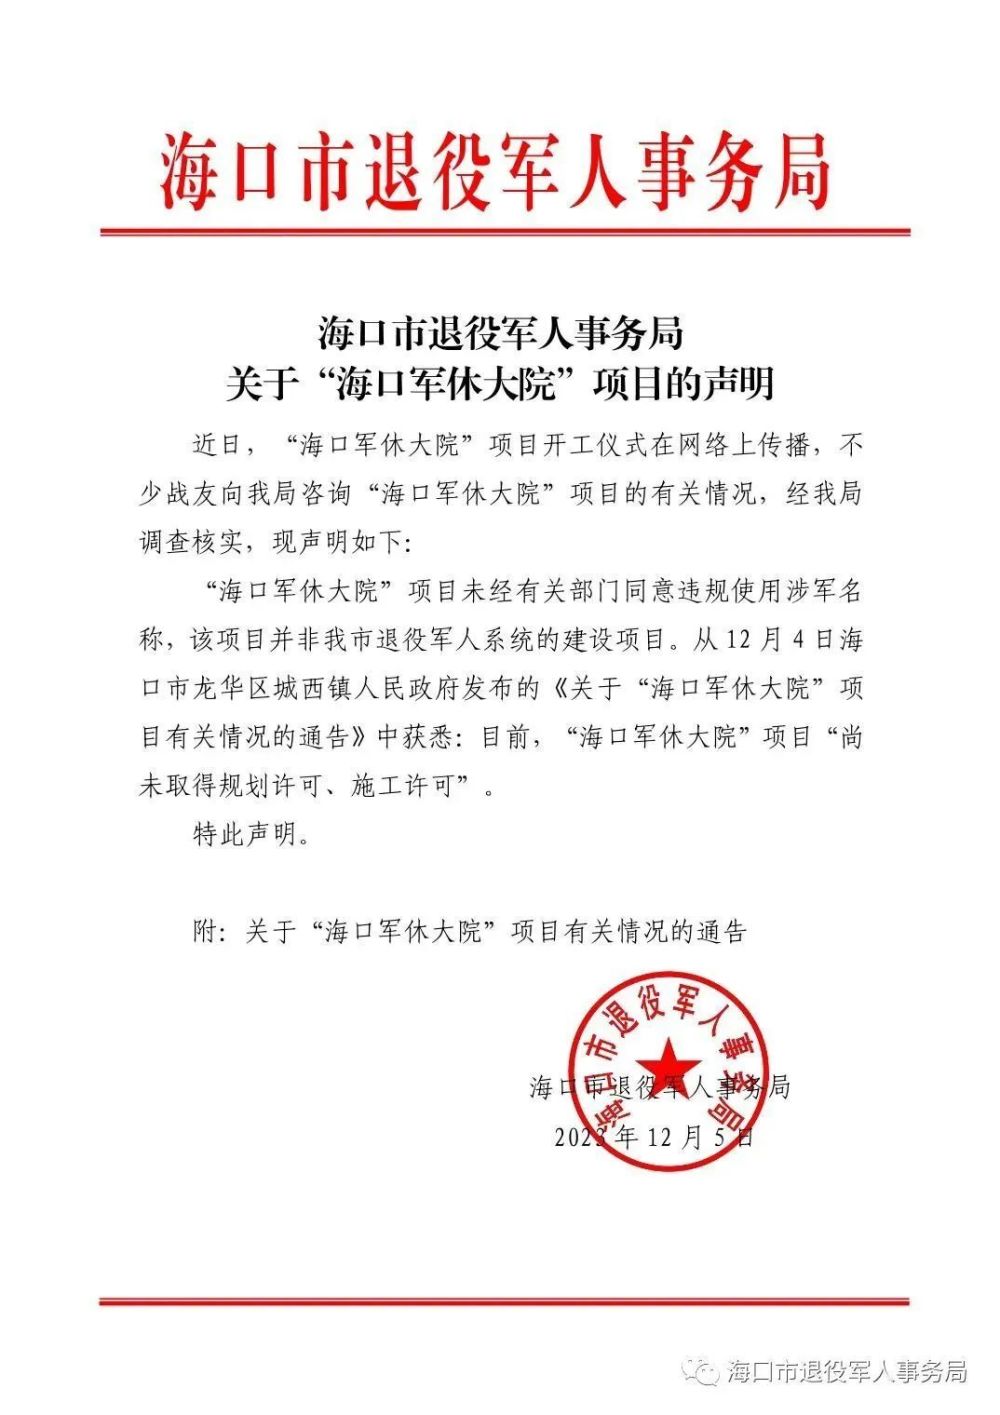 海口市退役军人事务局
海口市退役军人事务局
关于“海口军休大院”项目的声明
近日，“海口军休大院”项目开工仪式在网络上传播，不
少战友向我局咨询“海口军休大院”项目的有关情况，经我局
调查核实，现声明如下：
“海口军休大院”项目未经有关部门同意违规使用涉军名
称，该项目并非我市退役军人系统的建设项目。从12月4日海
口市龙华区城西镇人民政府发布的《关于“海口军休大院”项
目有关情况的通告》中获悉：目前，“海口军休大院”项目“尚
未取得规划许可、施工许可”。
特此声明。
附：关于“海口军休大院”项目有关情况的通告
海口市退役军人事务局
海口市退役军人事务局
2023年12月5日
海口市退役军人事务局